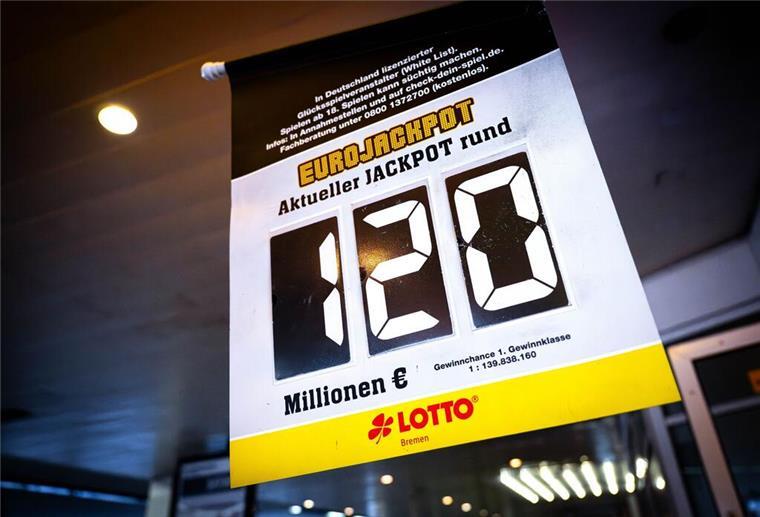 In Deutschland lizenzierter
Glücksspielveranstalter (White List).
Spielen ab 18. Spielen kann süchtig machen.
Infos: In Annahmestellen und auf check-dein-spiel.de.
Fachberatung unter 0800 1372700 (kostenlos).
EUROJACKPOT
Aktueller JACKPOT rund
120
Millionen €
Gewinnchance 1. Gewinnklasse
1 : 139.838.160
LOTTO®
Bremen